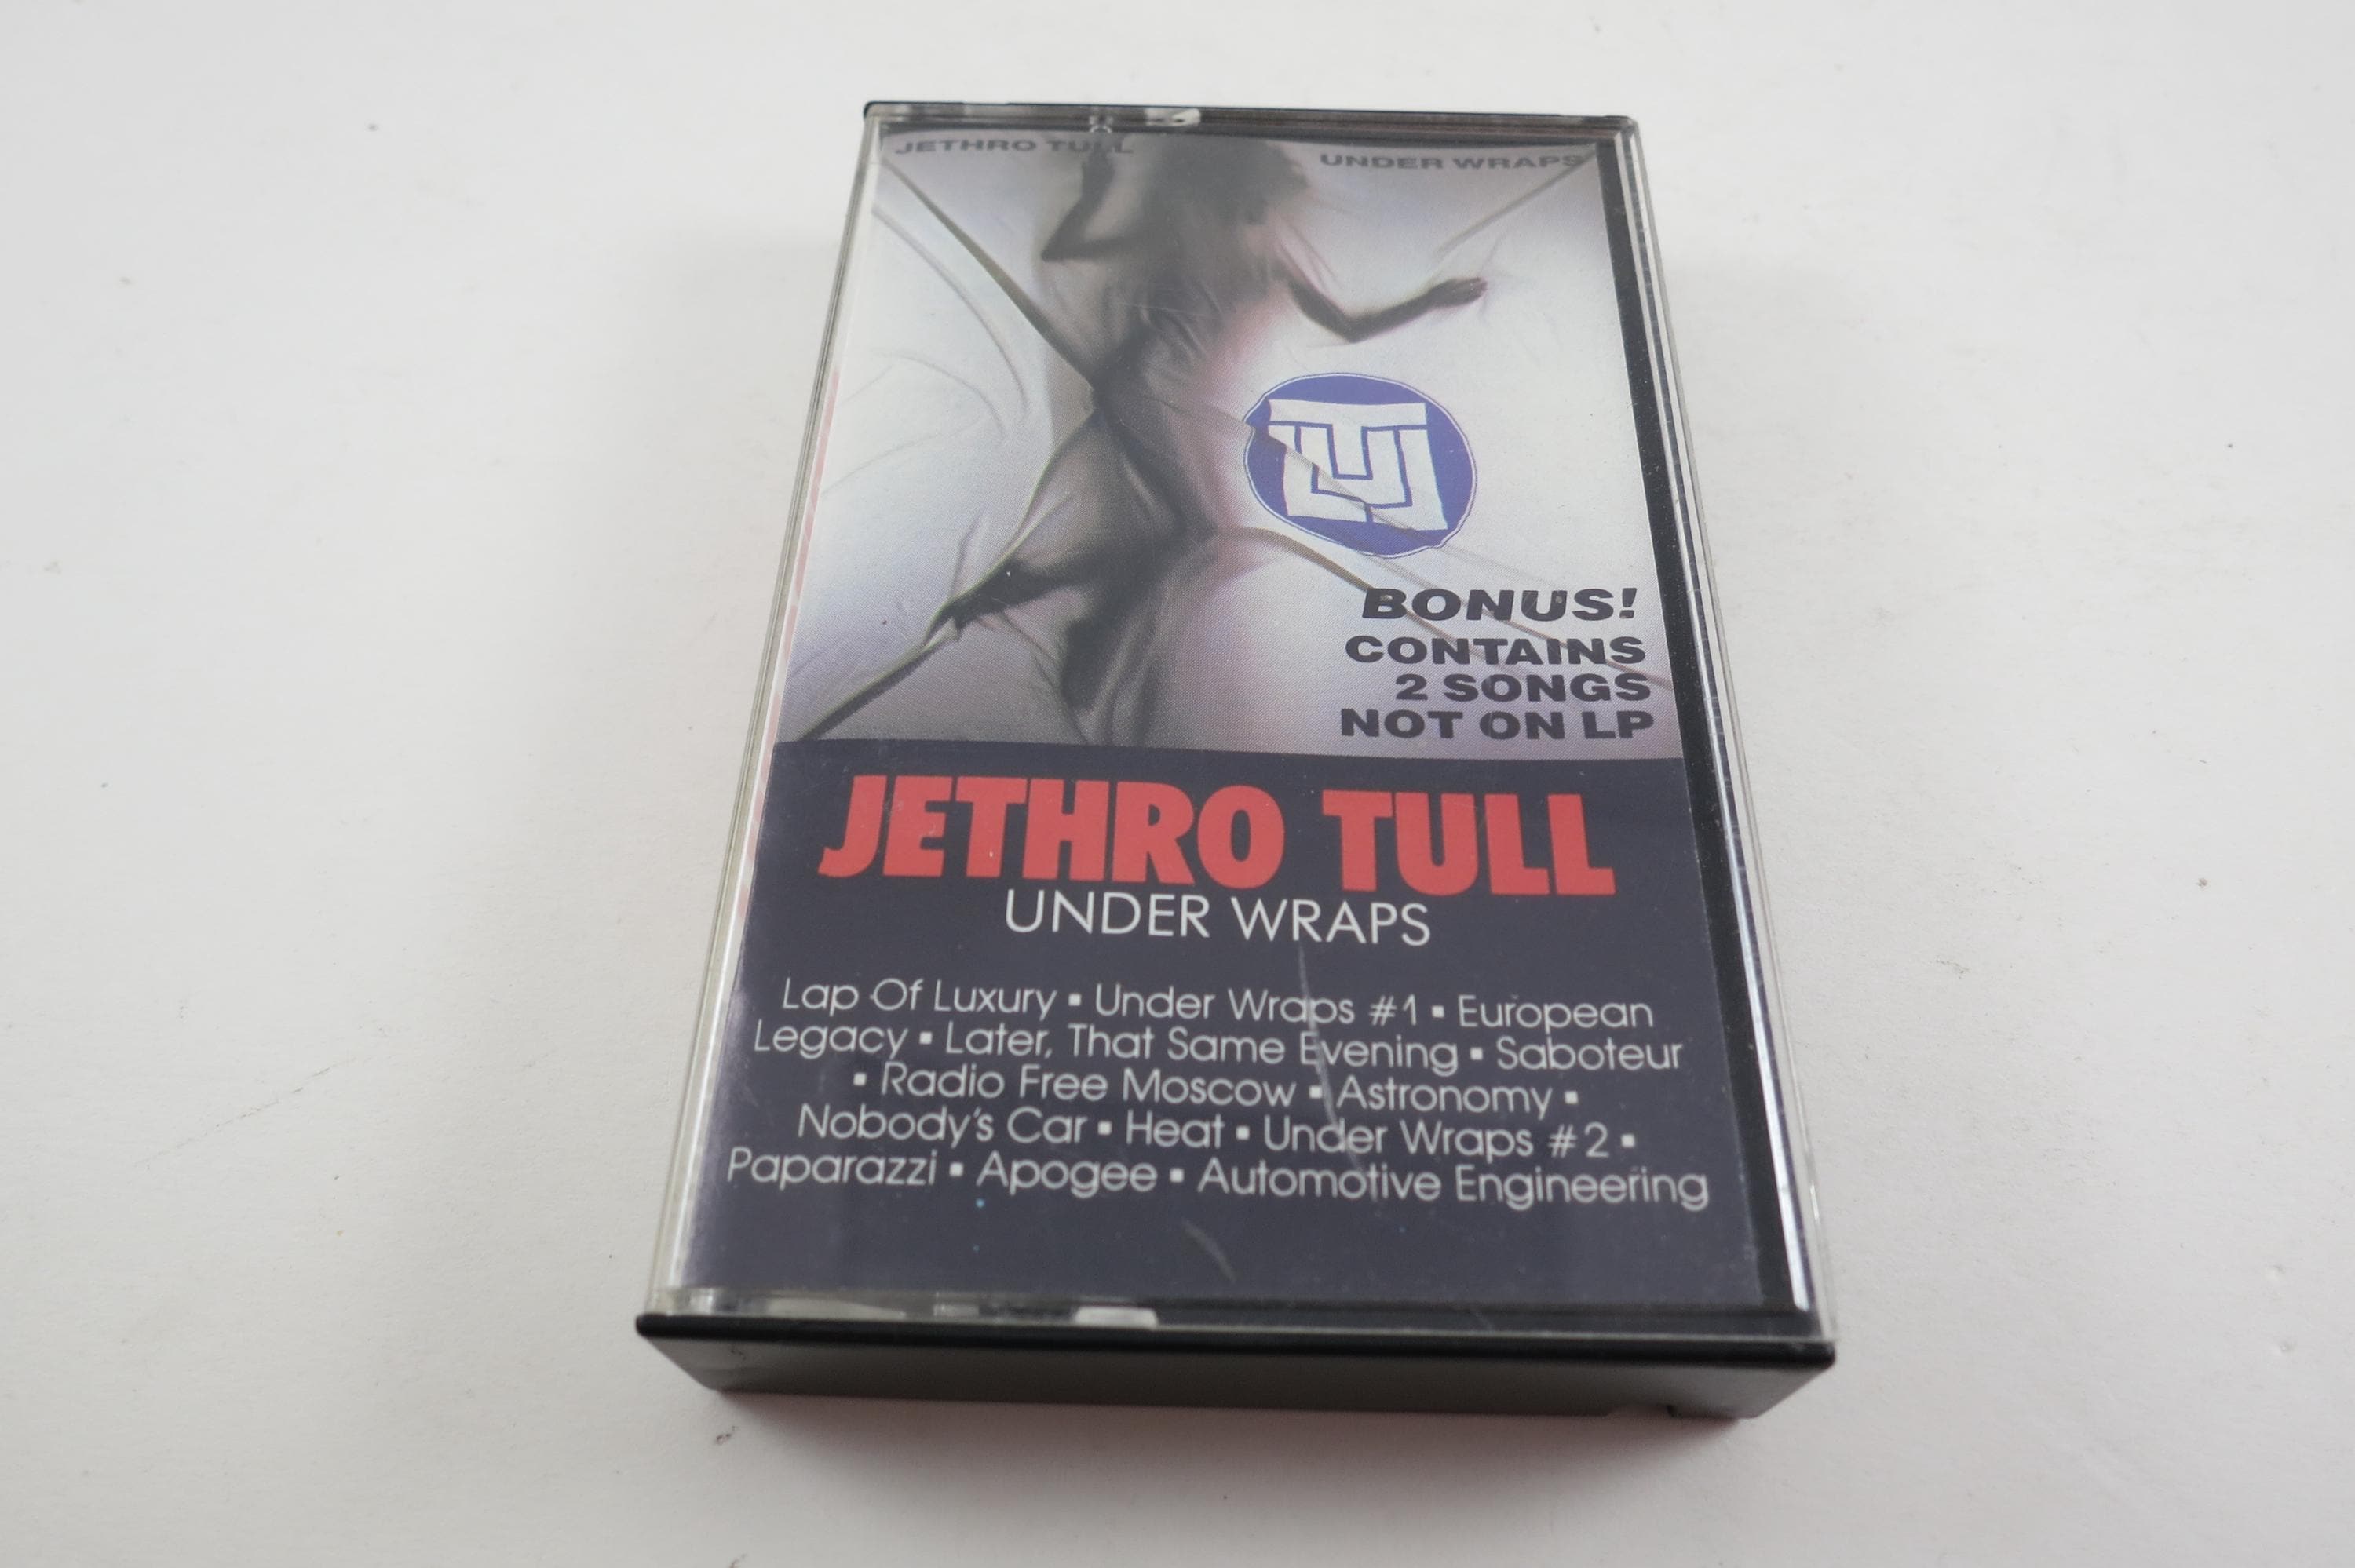 JETHRO TULL
UNDER WRAPS
BONUS!
CONTAINS
2 SONGS
NOT ON LP
JETHRO TULL
UNDER WRAPS
Lap Of Luxury ▪ Under Wraps #1 ▪ European
Legacy ▪ Later, That Same Evening ▪ Saboteur
▪ Radio Free Moscow ▪ Astronomy ▪
Nobody's Car ▪ Heat ▪ Under Wraps #2 ▪
Paparazzi ▪ Apogee ▪ Automotive Engineering